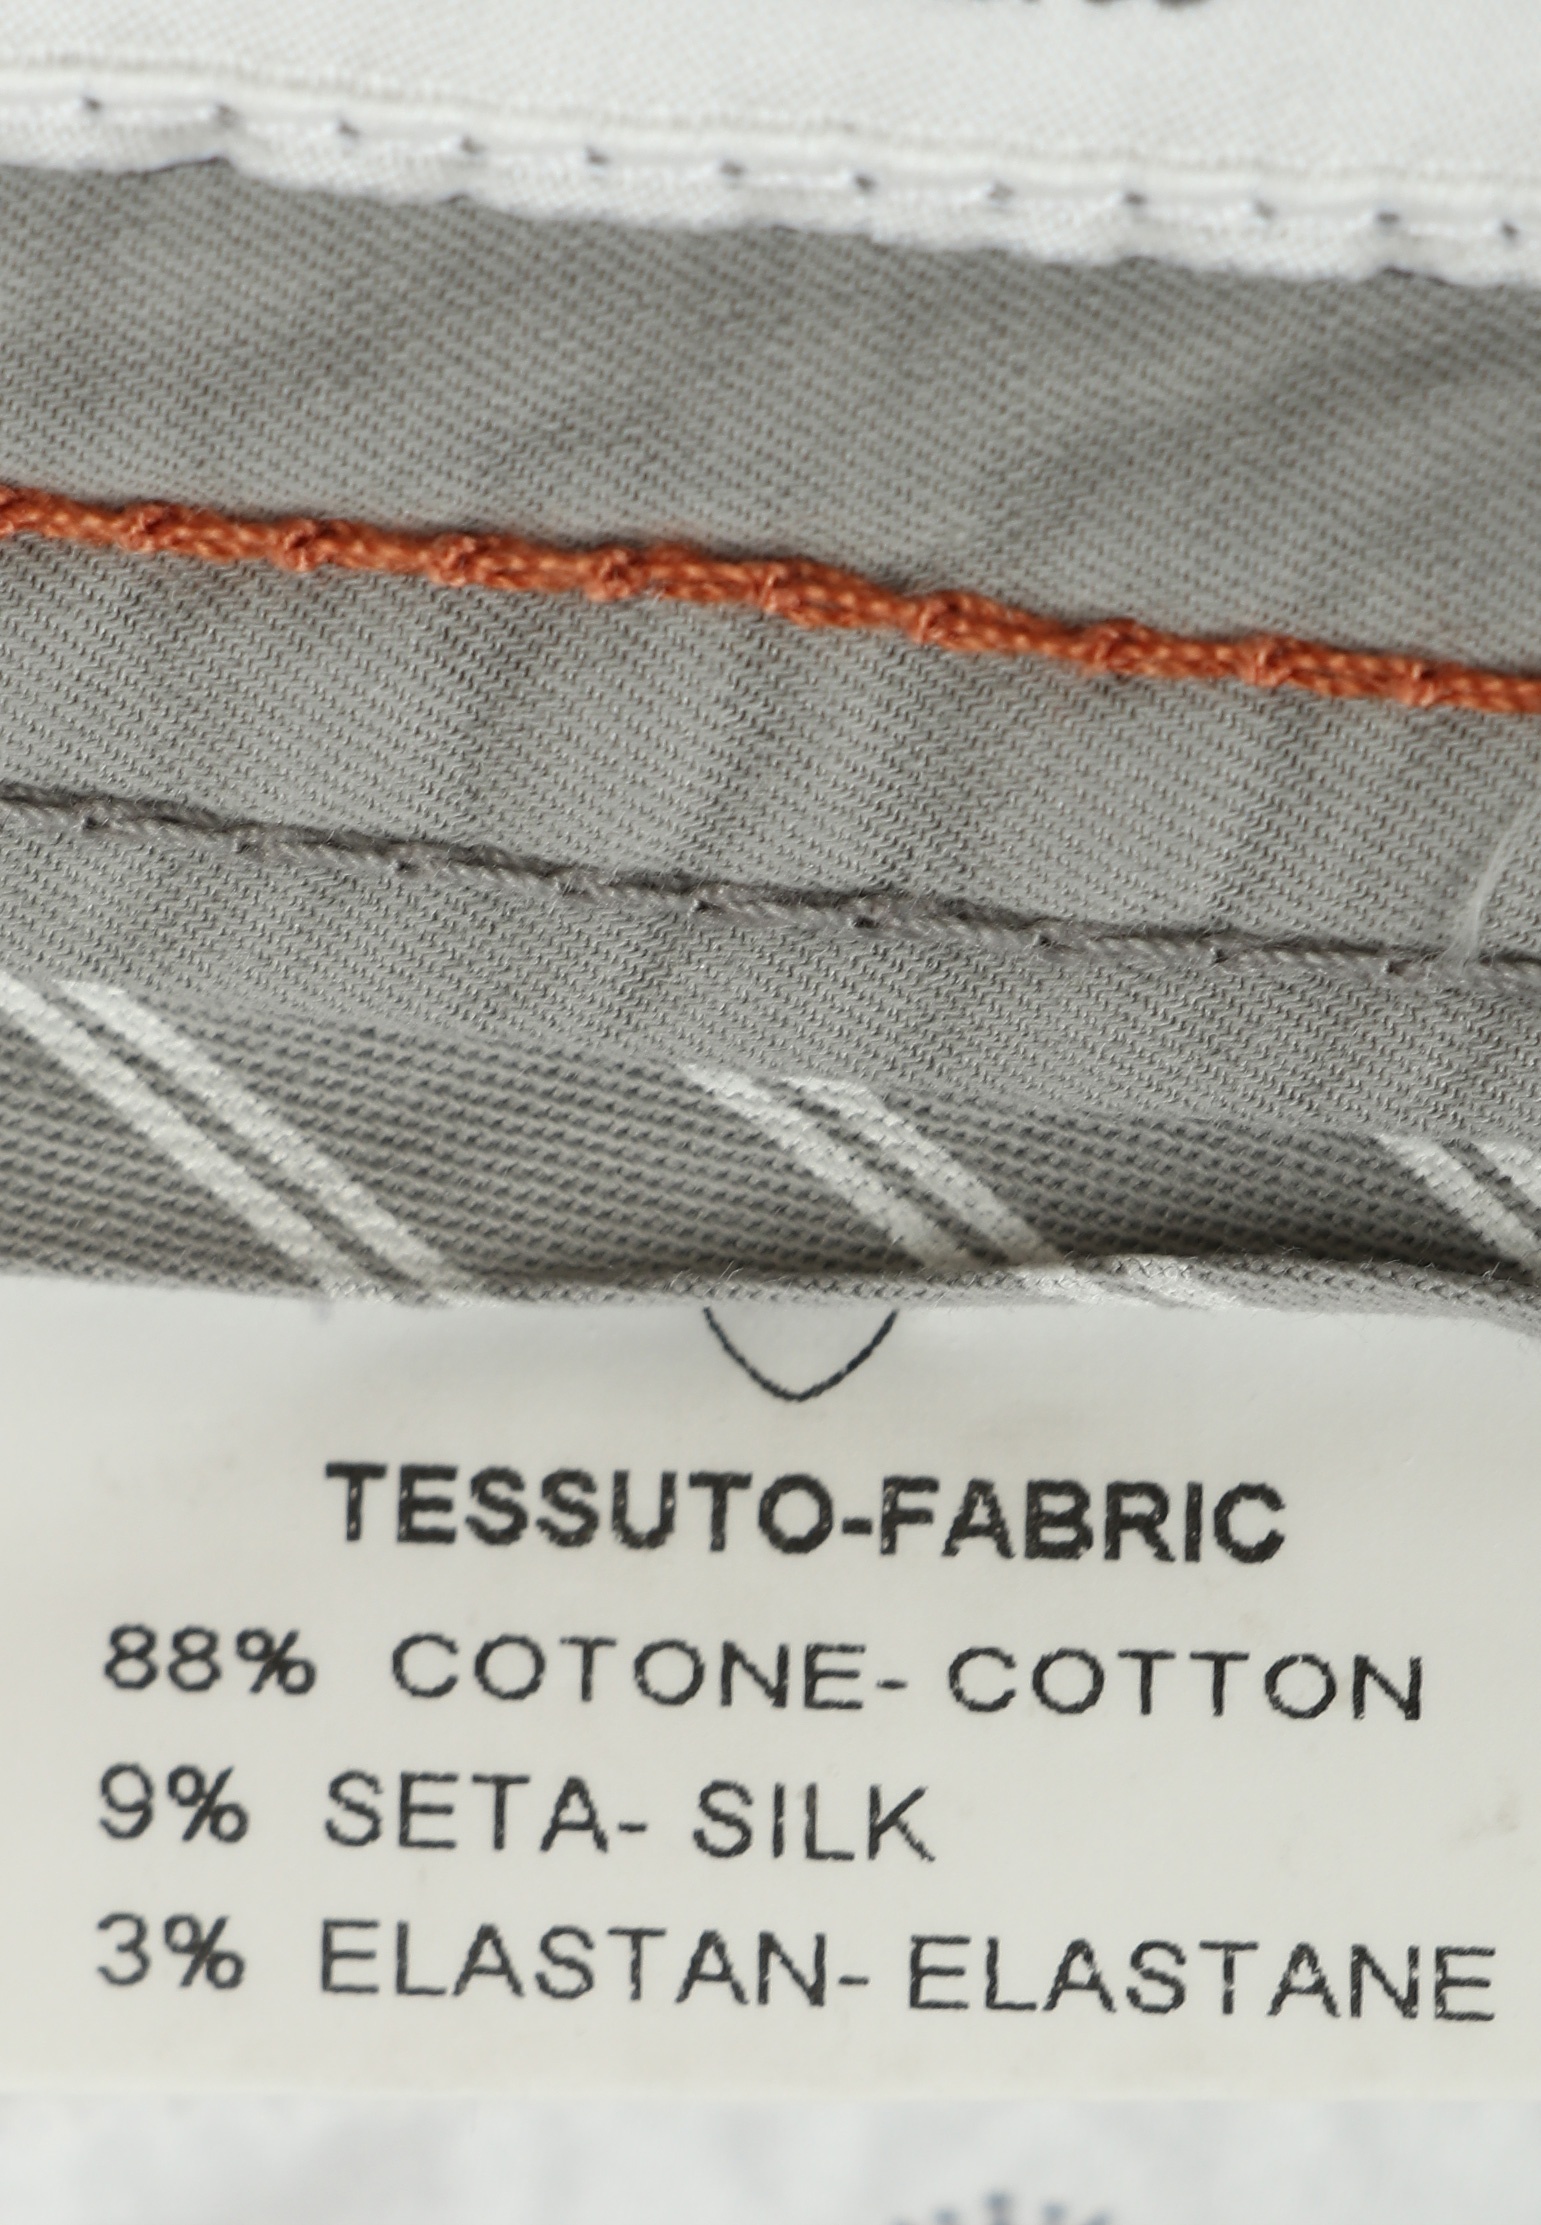 TESSUTO-FABRIC
88% COTONE- COTTON
9% SETA- SILK
3% ELASTAN- ELASTANE